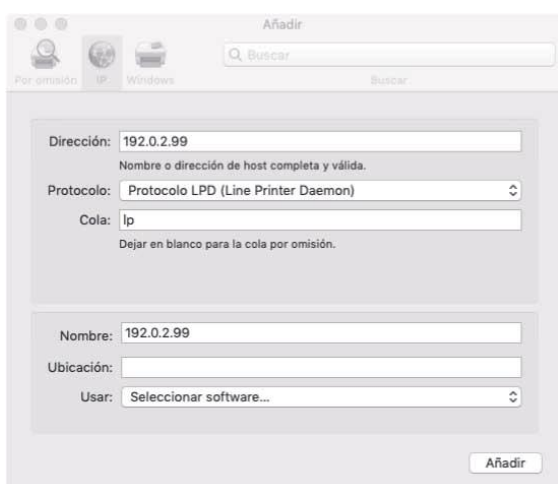 Añadir
Buscar
Por omisión IP Windows Buscar
Dirección: 192.0.2.99
Nombre o dirección de host completa y válida.
Protocolo: Protocolo LPD (Line Printer Daemon)
Cola: lp
Dejar en blanco para la cola por omisión.
Nombre: 192.0.2.99
Ubicación:
Usar: Seleccionar software...
Añadir